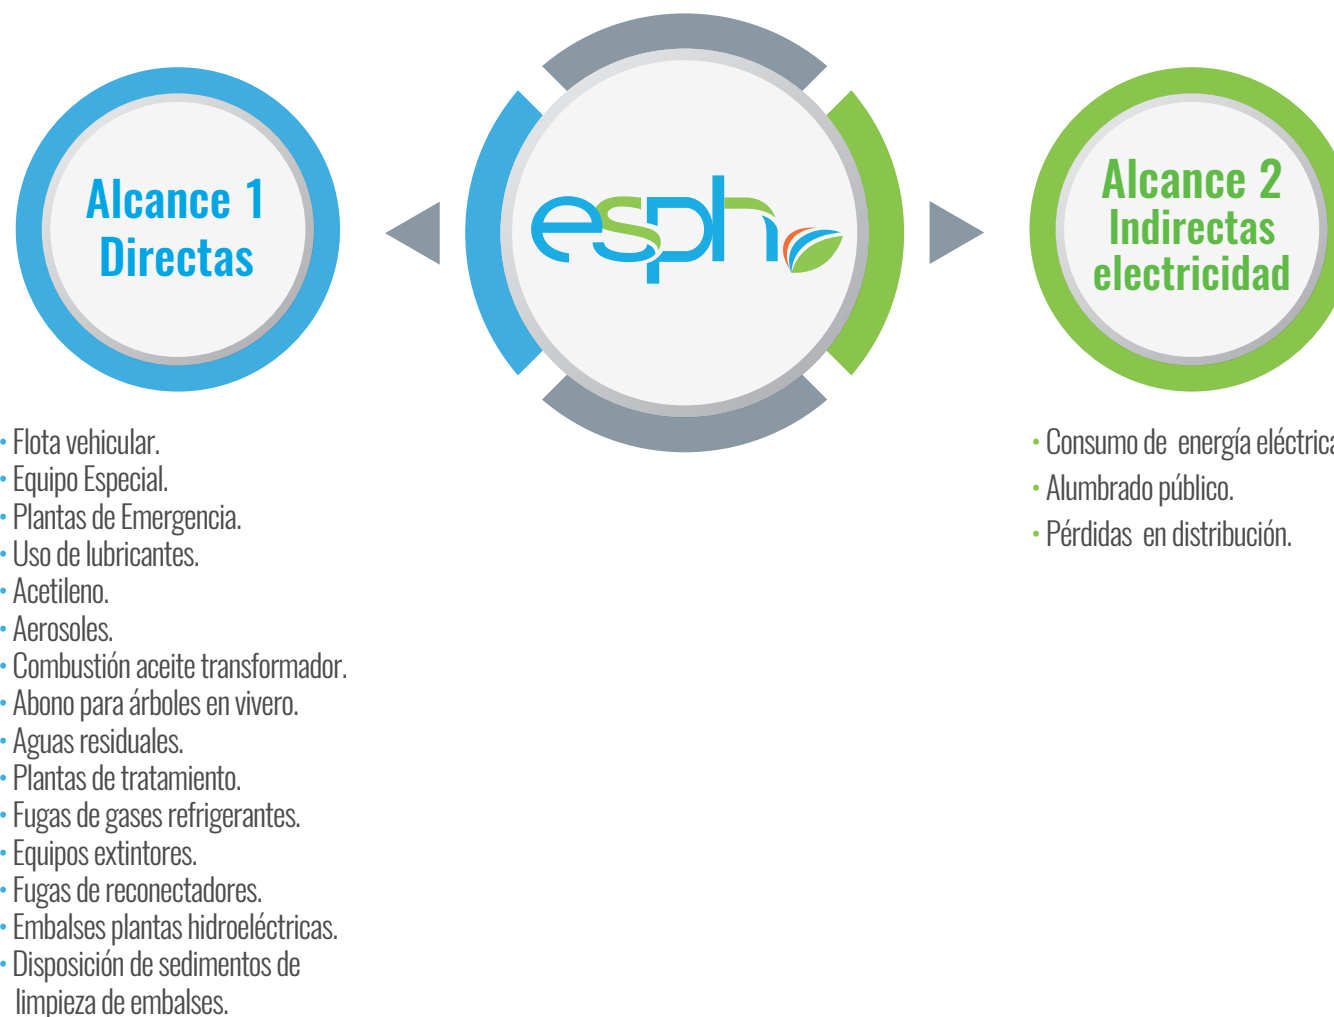 Alcance 1
Directas
esph
Alcance 2
Indirectas
electricidad
• Flota vehicular.
• Equipo Especial.
• Plantas de Emergencia.
• Uso de lubricantes.
• Acetileno.
• Aerosoles.
• Combustión aceite transformador.
• Abono para árboles en vivero.
• Aguas residuales.
• Plantas de tratamiento.
• Fugas de gases refrigerantes.
• Equipos extintores.
• Fugas de reconectadores.
• Embalses plantas hidroeléctricas.
• Disposición de sedimentos de
limpieza de embalses.
• Consumo de energía eléctrica
• Alumbrado público.
• Pérdidas en distribución.